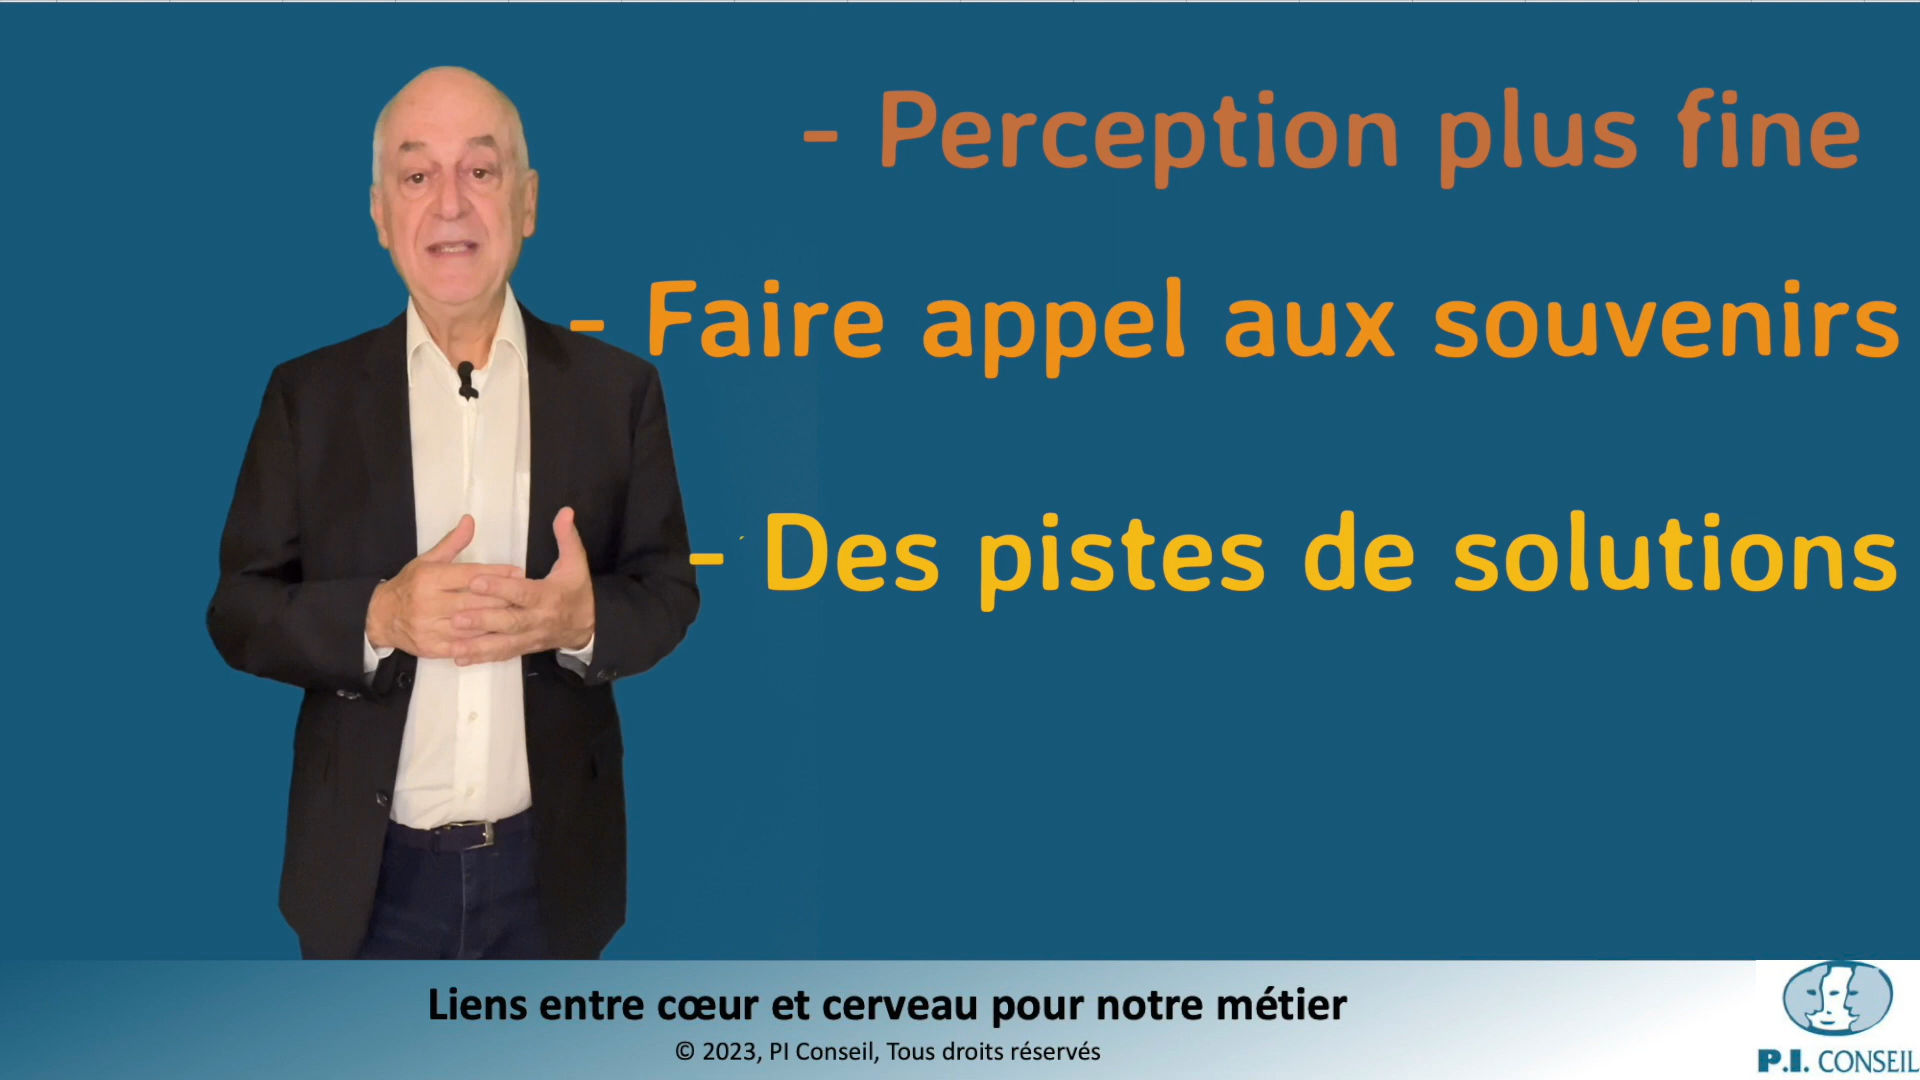 - Perception plus fine
- Faire appel aux souvenirs
- Des pistes de solutions
Liens entre cœur et cerveau pour notre métier
© 2023, PI Conseil, Tous droits réservés
P.I. CONSEIL